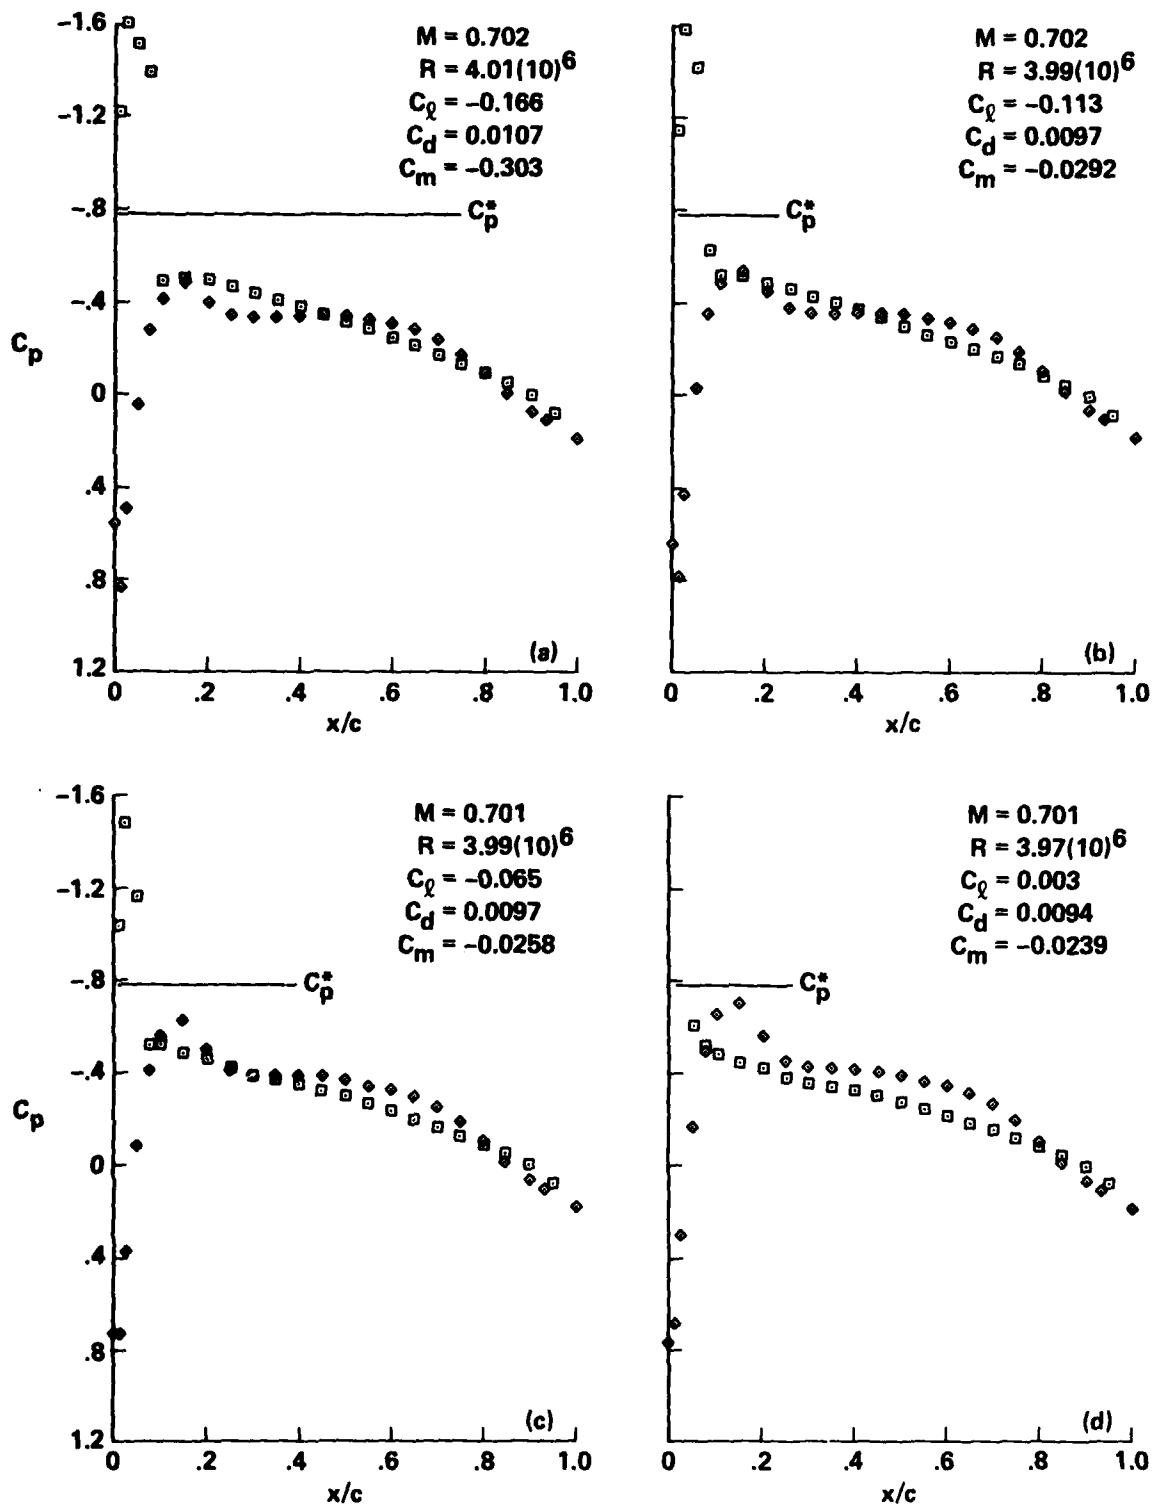 M = 0.702
R = 4.01(10)6
Cℓ = -0.166
Cd = 0.0107
Cm = -0.303
-1.6
-1.2
-.8
-.4
0
.4
.8
1.2
Cp
C*p
(a)
0 .2 .4 .6 .8 1.0
x/c
M = 0.702
R = 3.99(10)6
Cℓ = -0.113
Cd = 0.0097
Cm = -0.0292
C*p
(b)
0 .2 .4 .6 .8 1.0
x/c
M = 0.701
R = 3.99(10)6
Cℓ = -0.065
Cd = 0.0097
Cm = -0.0258
-1.6
-1.2
-.8
-.4
0
.4
.8
1.2
Cp
C*p
(c)
0 .2 .4 .6 .8 1.0
x/c
M = 0.701
R = 3.97(10)6
Cℓ = 0.003
Cd = 0.0094
Cm = -0.0239
C*p
(d)
0 .2 .4 .6 .8 1.0
x/c